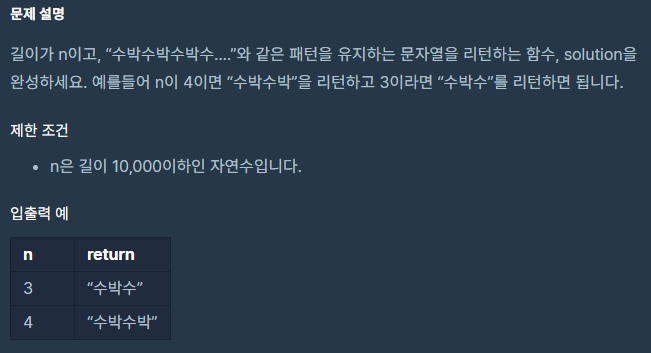 문제 설명
길이가 n이고, “수박수박수박수....”와 같은 패턴을 유지하는 문자열을 리턴하는 함수, solution을
완성하세요. 예를들어 n이 4이면 “수박수박”을 리턴하고 3이라면 “수박수”를 리턴하면 됩니다.
제한 조건
• n은 길이 10,000이하인 자연수입니다.
입출력 예
n return
3 “수박수”
4 “수박수박”